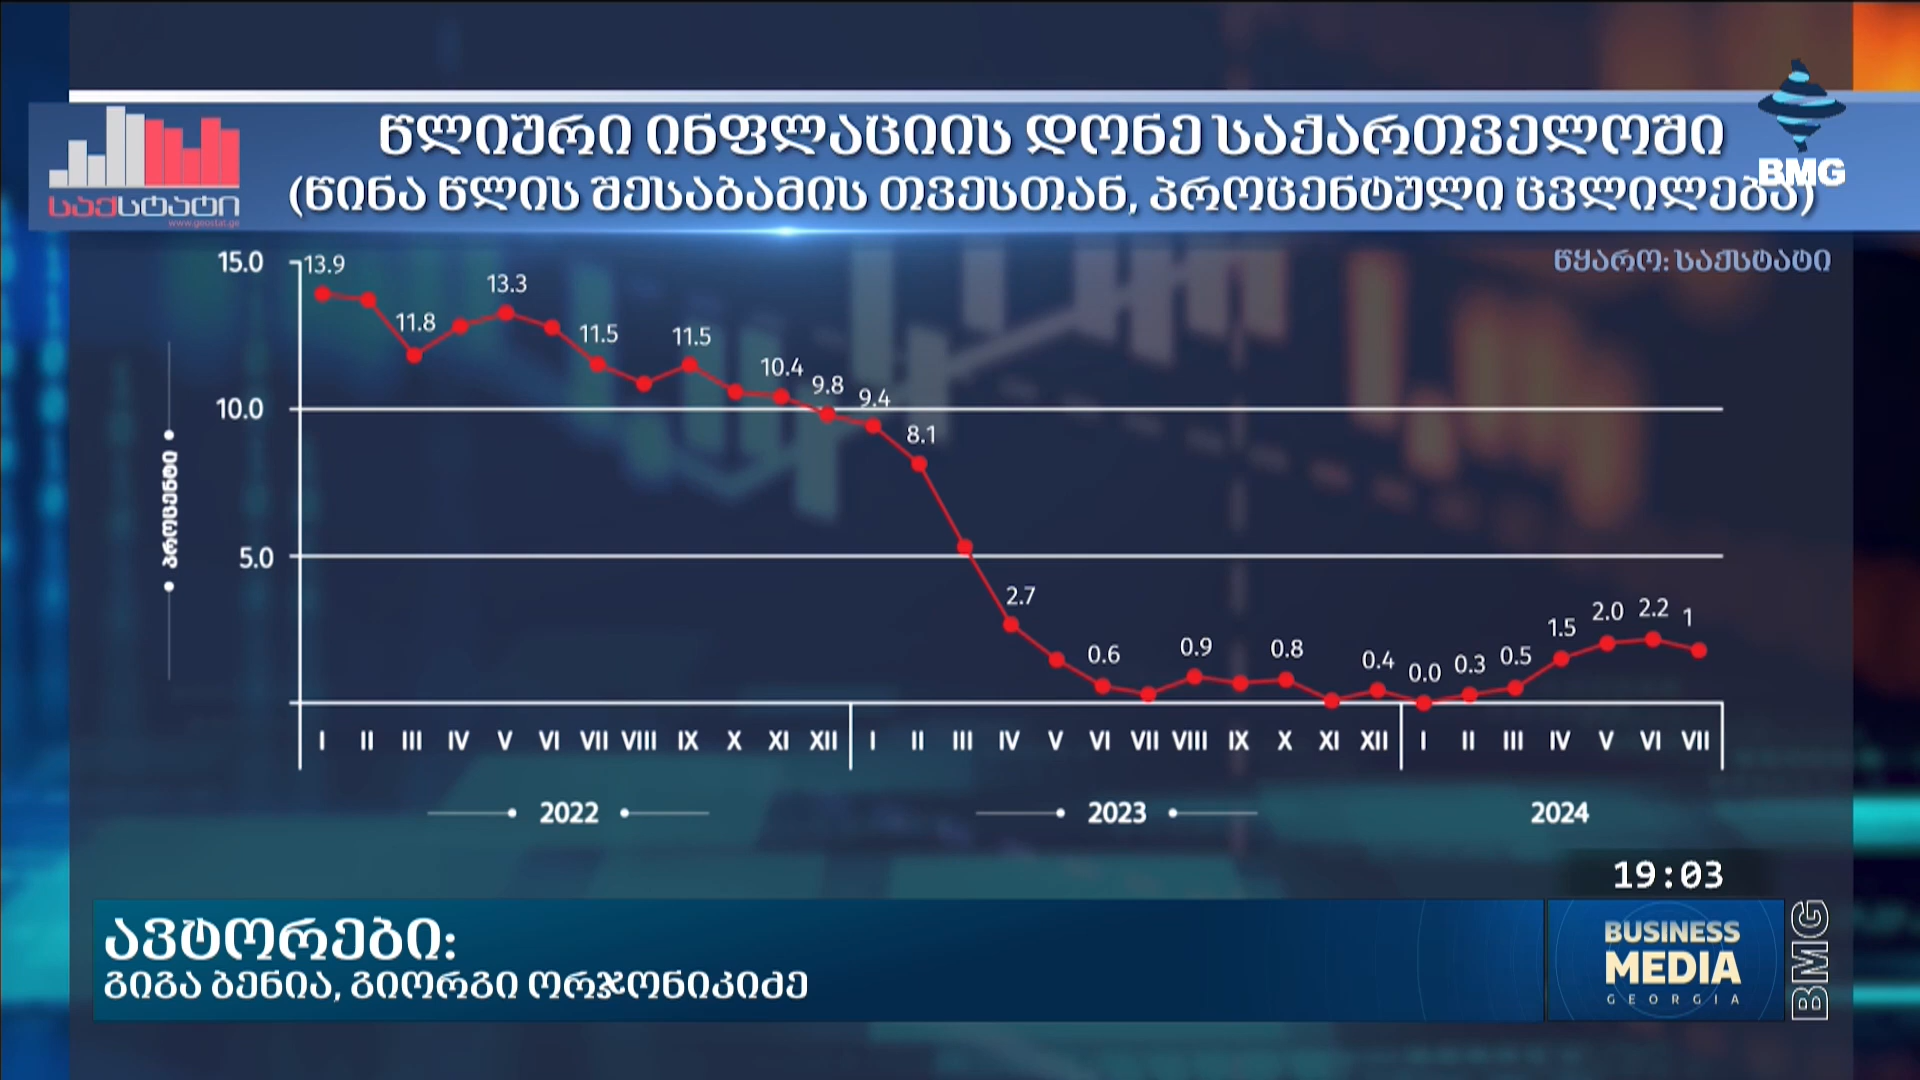 წლიური ინფლაციის დონე საქართველოში
(წინა წლის შესაბამის თვესთან, პროცენტული ცვლილება)
BMG
საქსტატი
www.geostat.ge
წყარო: საქსტატი
15.0
10.0
5.0
პროცენტი
13.9
11.8
13.3
11.5
11.5
10.4
9.8
9.4
8.1
2.7
0.6
0.9
0.8
0.4
0.0
0.3
0.5
1.5
2.0
2.2
1
I II III IV V VI VII VIII IX X XI XII I II III IV V VI VII VIII IX X XI XII I II III IV V VI VII
2022 2023 2024
19:03
ავტორები:
გიგა ბენია, გიორგი ორჯონიკიძე
BUSINESS
MEDIA
GEORGIA
BMG